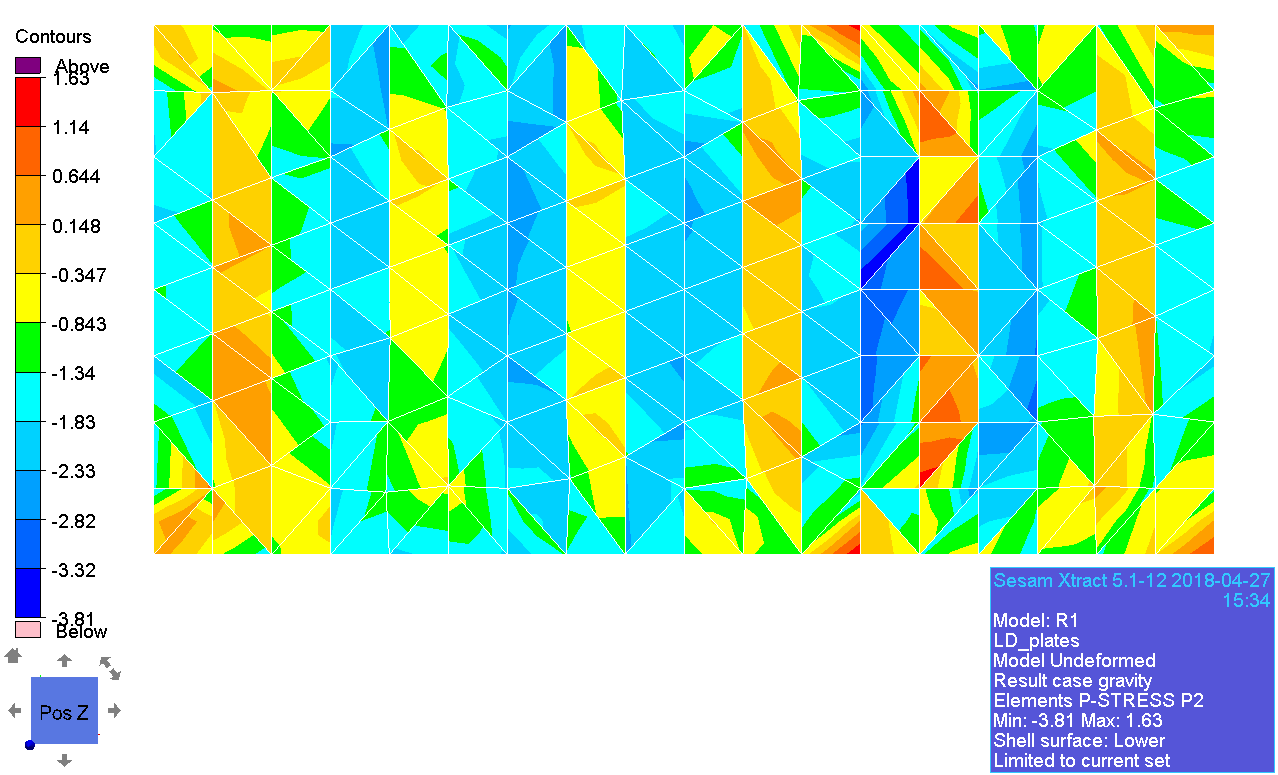 Contours
Above
1.63
1.14
0.644
0.148
-0.347
-0.843
-1.34
-1.83
-2.33
-2.82
-3.32
-3.81
Below
Pos Z
Sesam Xtract 5.1-12 2018-04-27
15:34
Model: R1
LD_plates
Model Undeformed
Result case gravity
Elements P-STRESS P2
Min: -3.81 Max: 1.63
Shell surface: Lower
Limited to current set